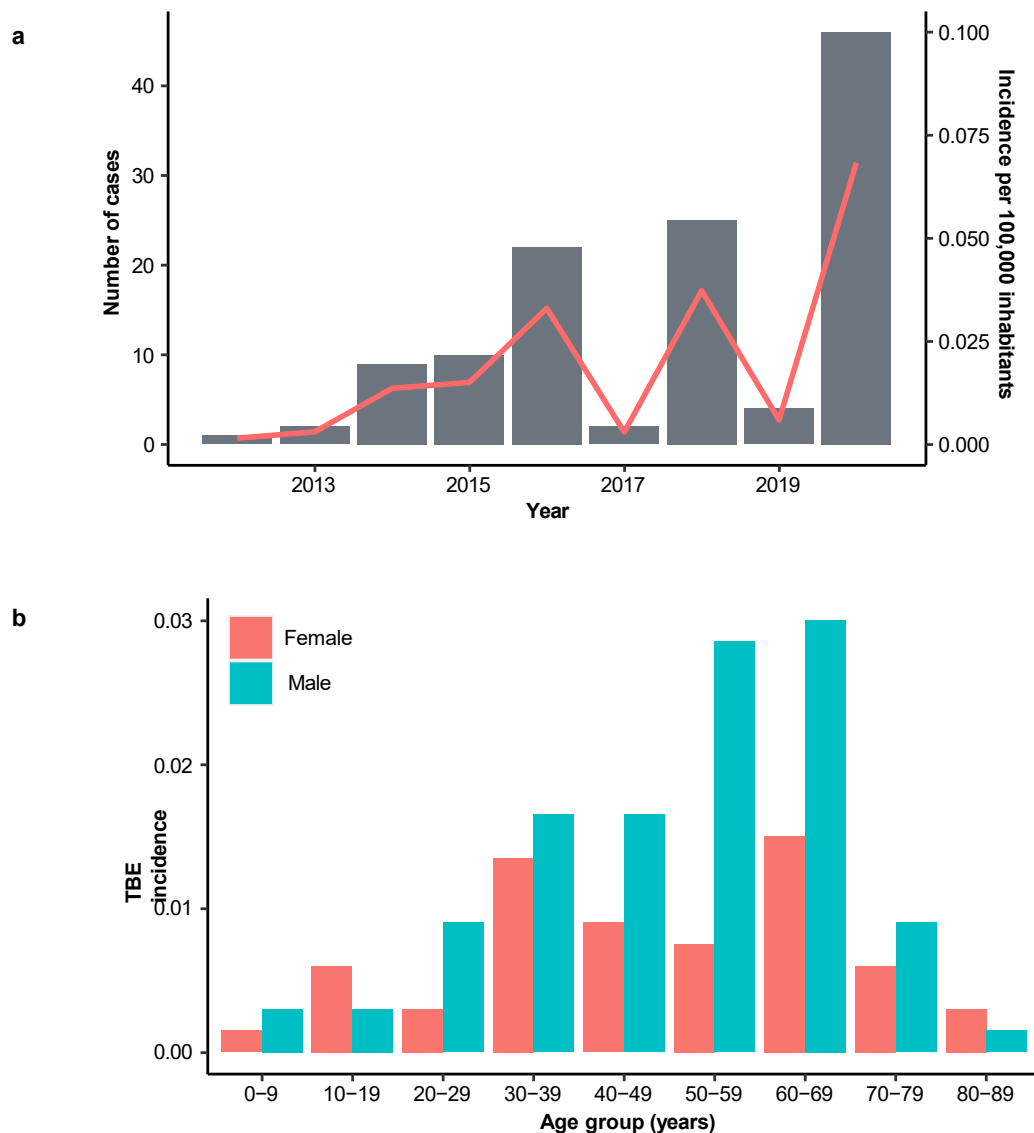 a
Number of cases
40
30
20
10
0
0.100
0.075
0.050
0.025
0.000
Incidence per 100,000 inhabitants
2013 2015 2017 2019
Year
b
Female
Male
TBE
incidence
0.03
0.02
0.01
0.00
0−9 10−19 20−29 30−39 40−49 50−59 60−69 70−79 80−89
Age group (years)